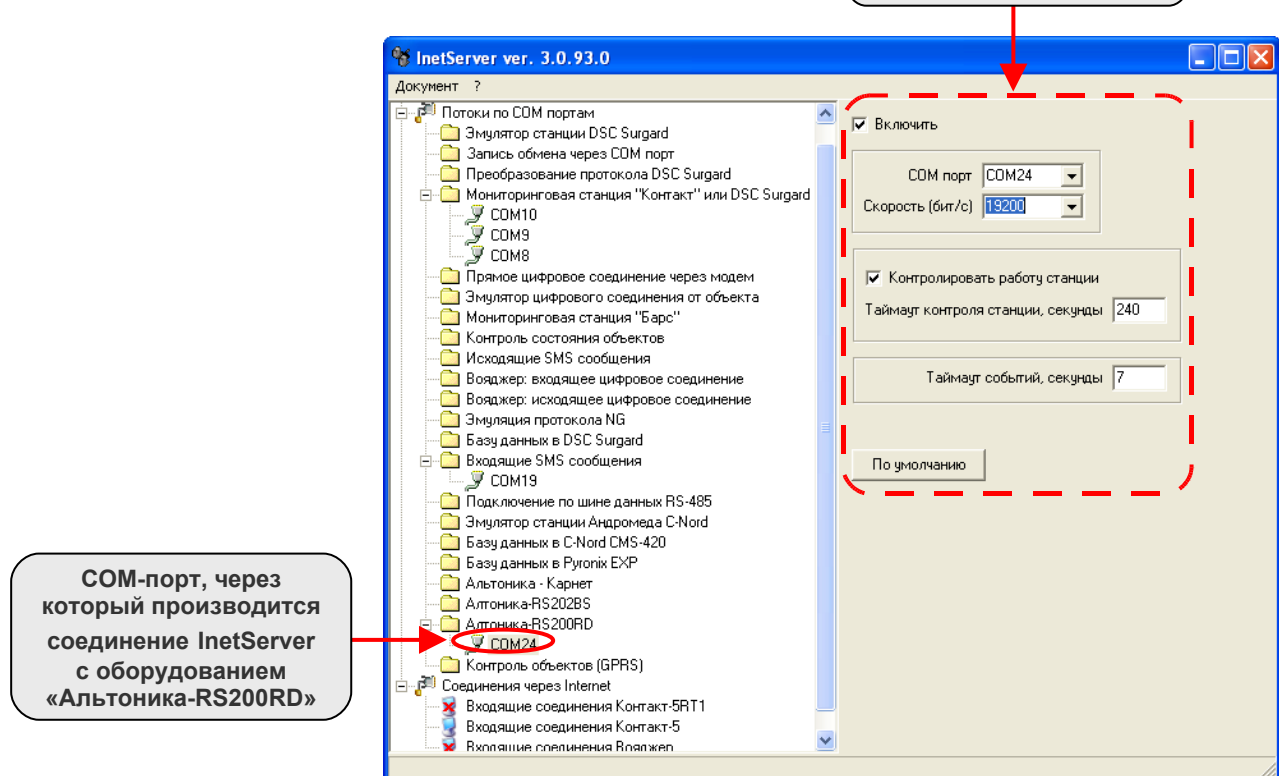 InetServer ver. 3.0.93.0
Документ ?
Потоки по COM портам
Эмулятор станции DSC Surgard
Запись обмена через COM порт
Преобразование протокола DSC Surgard
Мониторинговая станция "Контакт" или DSC Surgard
COM10
COM9
COM8
Прямое цифровое соединение через модем
Эмулятор цифрового соединения от объекта
Мониторинговая станция "Барс"
Контроль состояния объектов
Исходящие SMS сообщения
Вояджер: входящее цифровое соединение
Вояджер: исходящее цифровое соединение
Эмуляция протокола NG
Базу данных в DSC Surgard
Входящие SMS сообщения
COM19
Подключение по шине данных RS-485
Эмулятор станции Андромеда C-Nord
Базу данных в C-Nord CMS-420
Базу данных в Pyronix EXP
Альтоника - Карнет
Алтоника-RS202BS
Алтоника-RS200RD
COM24
Контроль объектов (GPRS)
Соединения через Internet
Входящие соединения Контакт-5RT1
Входящие соединения Контакт-5
Входящие соединения Вояджер
Включить
COM порт COM24
Скорость (бит/с) 19200
Контролировать работу станции
Таймаут контроля станции, секунды 240
Таймаут событий, секунды 7
По умолчанию
COM-порт, через
который производится
соединение InetServer
с оборудованием
«Альтоника-RS200RD»